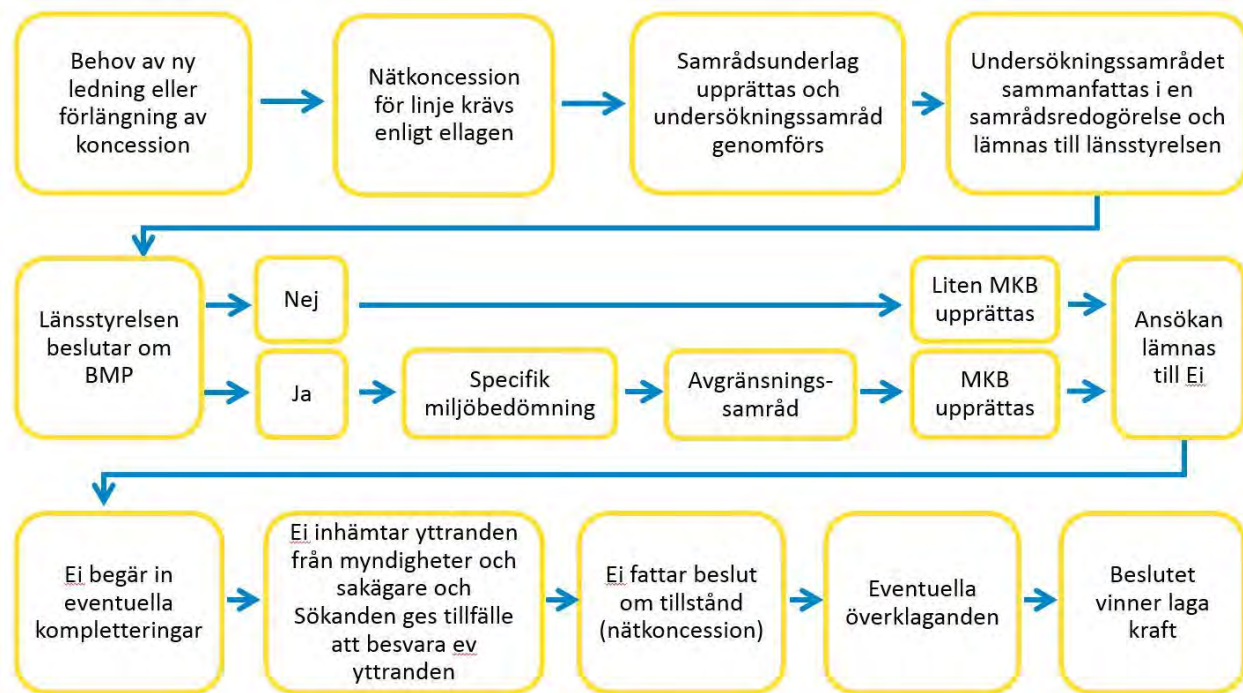 Behov av ny
ledning eller
förlängning av
koncession
Nätkoncession
för linje krävs
enligt ellagen
Samrådsunderlag
upprättas och
undersökningssamråd
genomförs
Undersökningssamrådet
sammanfattas i en
samrådsredogörelse och
lämnas till länsstyrelsen
Länsstyrelsen
beslutar om
BMP
Nej
Liten MKB
upprättas
Ja
Specifik
miljöbedömning
Avgränsnings-
samråd
MKB
upprättas
Ansökan
lämnas
till Ei
Ei begär in
eventuella
kompletteringar
Ei inhämtar yttranden
från myndigheter och
sakägare och
Sökanden ges tillfälle
att besvara ev
yttranden
Ei fattar beslut
om tillstånd
(nätkoncession)
Eventuella
överklaganden
Beslutet
vinner laga
kraft